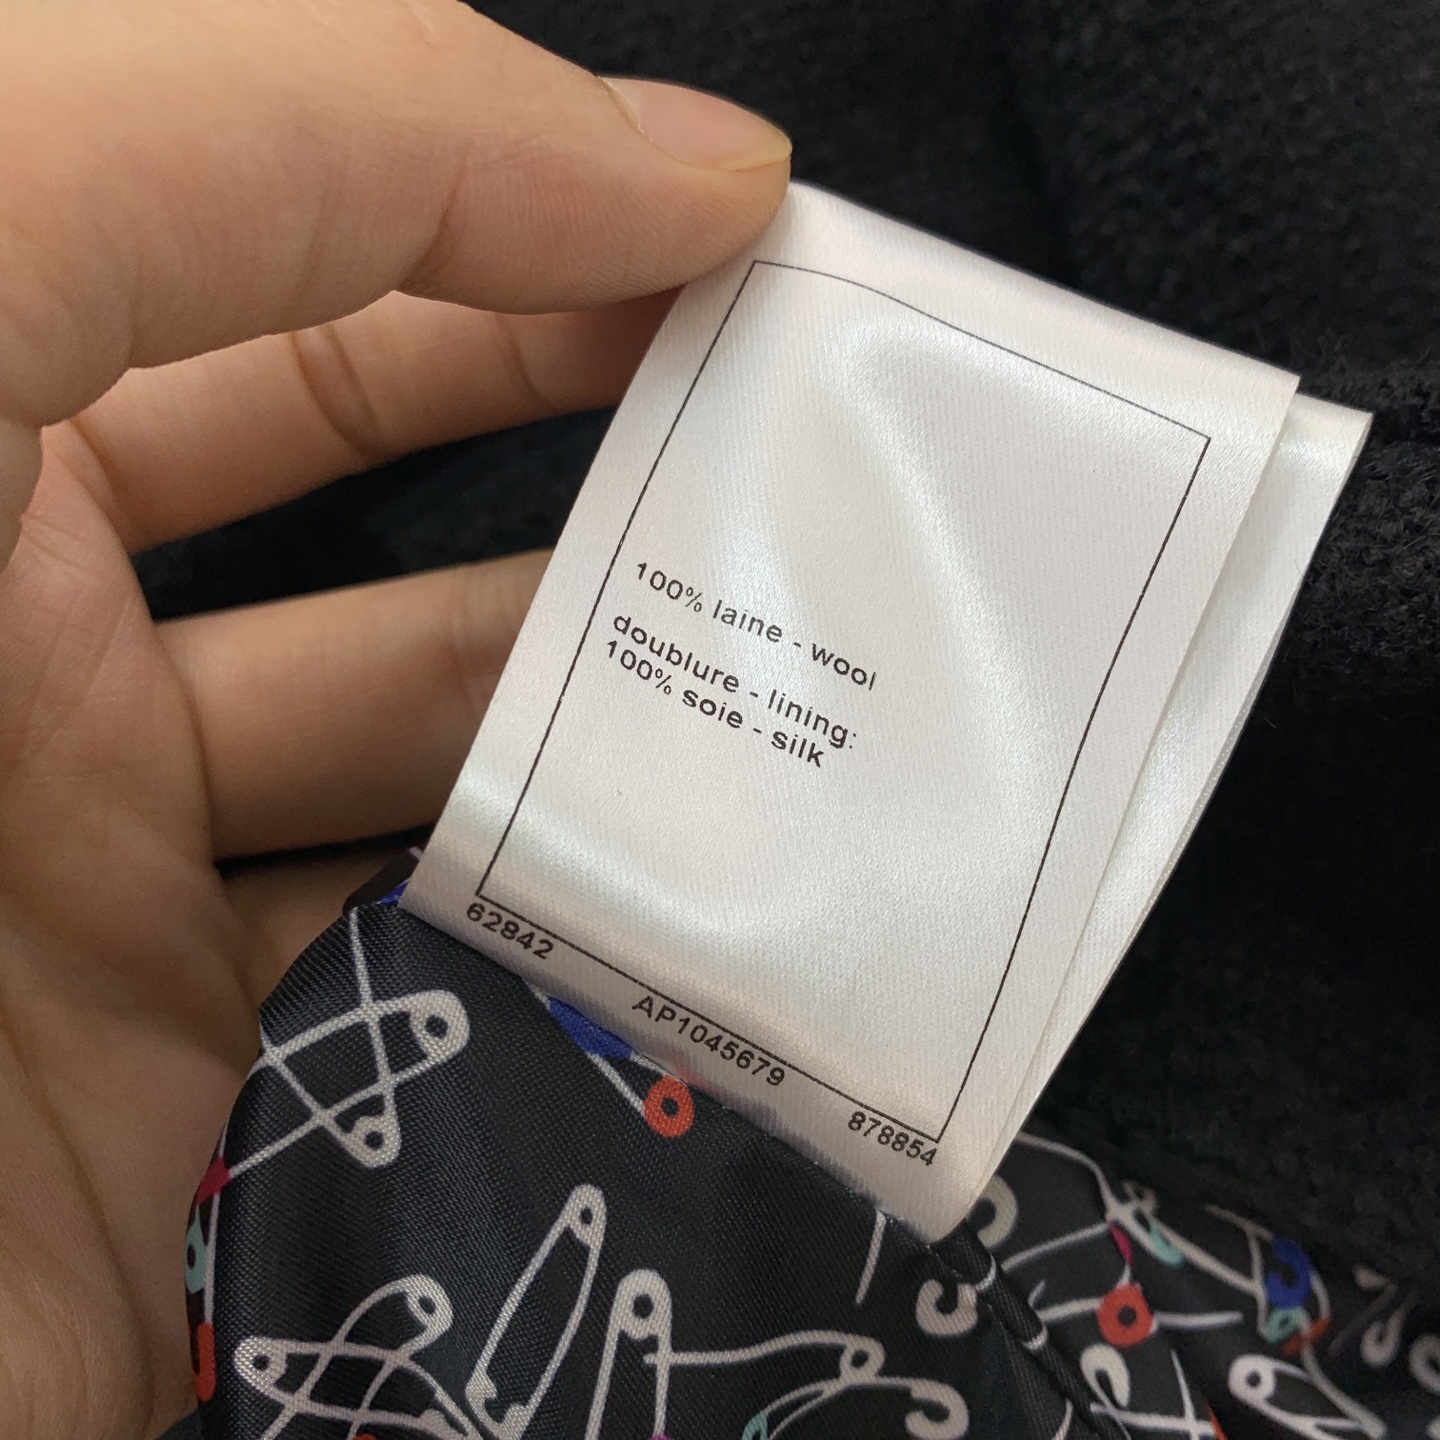 100% laine - wool
doublure - lining:
100% soie - silk
62842 AP1045679 878854